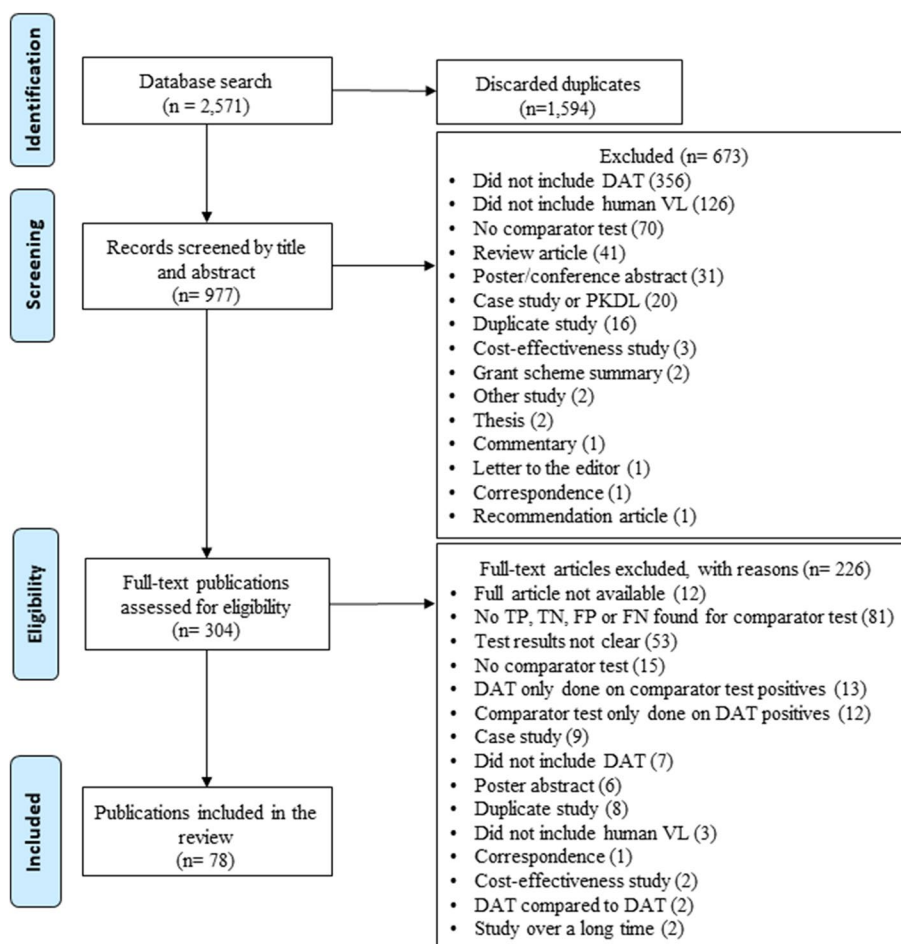 Identification
Database search
(n = 2,571)
Discarded duplicates
(n=1,594)
Screening
Records screened by title
and abstract
(n= 977)
Excluded (n= 673)
• Did not include DAT (356)
• Did not include human VL (126)
• No comparator test (70)
• Review article (41)
• Poster/conference abstract (31)
• Case study or PKDL (20)
• Duplicate study (16)
• Cost-effectiveness study (3)
• Grant scheme summary (2)
• Other study (2)
• Thesis (2)
• Commentary (1)
• Letter to the editor (1)
• Correspondence (1)
• Recommendation article (1)
Eligibility
Full-text publications
assessed for eligibility
(n= 304)
Full-text articles excluded, with reasons (n= 226)
• Full article not available (12)
• No TP, TN, FP or FN found for comparator test (81)
• Test results not clear (53)
• No comparator test (15)
• DAT only done on comparator test positives (13)
• Comparator test only done on DAT positives (12)
• Case study (9)
• Did not include DAT (7)
• Poster abstract (6)
• Duplicate study (8)
• Did not include human VL (3)
• Correspondence (1)
• Cost-effectiveness study (2)
• DAT compared to DAT (2)
• Study over a long time (2)
Included
Publications included in the
review
(n= 78)